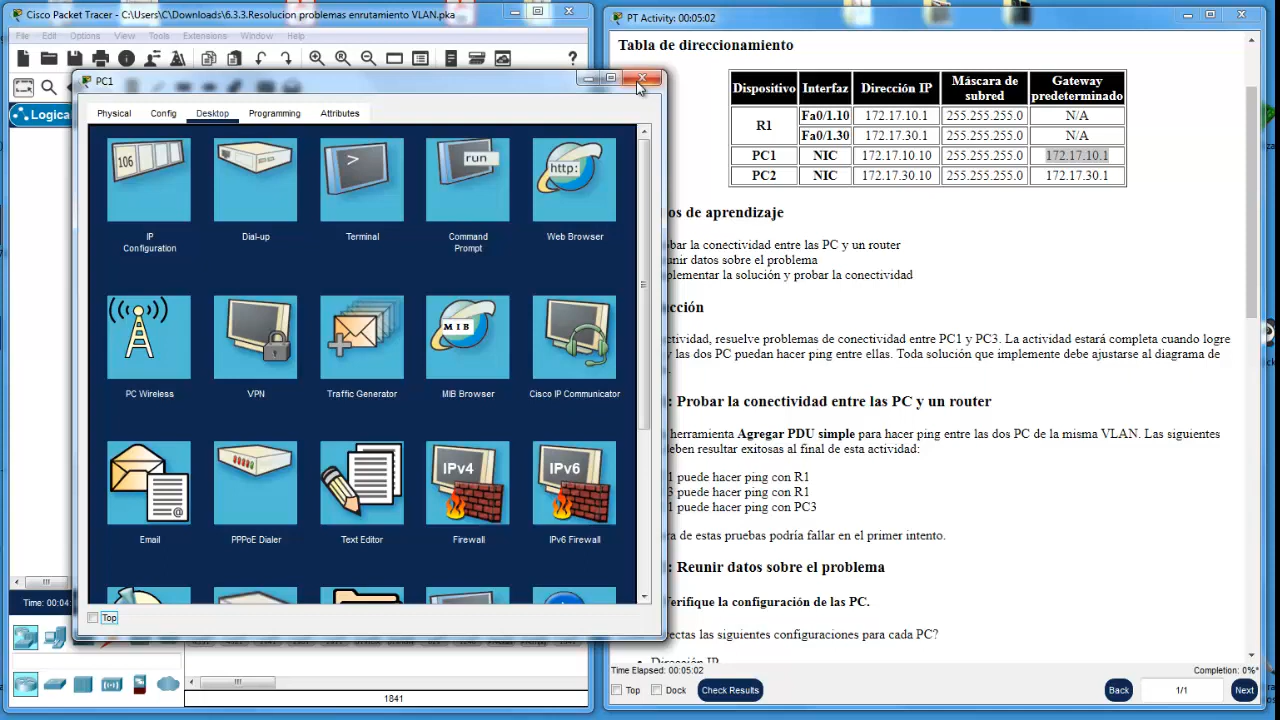 Cisco Packet Tracer - C:\Users\C\Downloads\6.3.3.Resolucion problemas enrutamiento VLAN.pka
File Edit Options View Tools Extensions Window Help
Logica
PC1
Physical Config Desktop Programming Attributes
106
>
run
http:
IP Configuration
Dial-up
Terminal
Command Prompt
Web Browser
MIB
PC Wireless
VPN
Traffic Generator
MIB Browser
Cisco IP Communicator
@
IPv4
IPv6
Email
PPPoE Dialer
Text Editor
Firewall
IPv6 Firewall
Top
Time: 00:04
1841
PT Activity: 00:05:02
Tabla de direccionamiento
Dispositivo Interfaz Dirección IP Máscara de subred Gateway predeterminado
R1 Fa0/1.10 172.17.10.1 255.255.255.0 N/A
Fa0/1.30 172.17.30.1 255.255.255.0 N/A
PC1 NIC 172.17.10.10 255.255.255.0 172.17.10.1
PC2 NIC 172.17.30.10 255.255.255.0 172.17.30.1
os de aprendizaje
bar la conectividad entre las PC y un router
unir datos sobre el problema
plementar la solución y probar la conectividad
cción
ctividad, resuelve problemas de conectividad entre PC1 y PC3. La actividad estará completa cuando logre
y las dos PC puedan hacer ping entre ellas. Toda solución que implemente debe ajustarse al diagrama de
: Probar la conectividad entre las PC y un router
herramienta Agregar PDU simple para hacer ping entre las dos PC de la misma VLAN. Las siguientes
eben resultar exitosas al final de esta actividad:
1 puede hacer ping con R1
3 puede hacer ping con R1
1 puede hacer ping con PC3
ra de estas pruebas podría fallar en el primer intento.
: Reunir datos sobre el problema
Verifique la configuración de las PC.
ectas las siguientes configuraciones para cada PC?
Dirección IP
Time Elapsed: 00:05:02 Completion: 0%*
Top Dock Check Results Back 1/1 Next